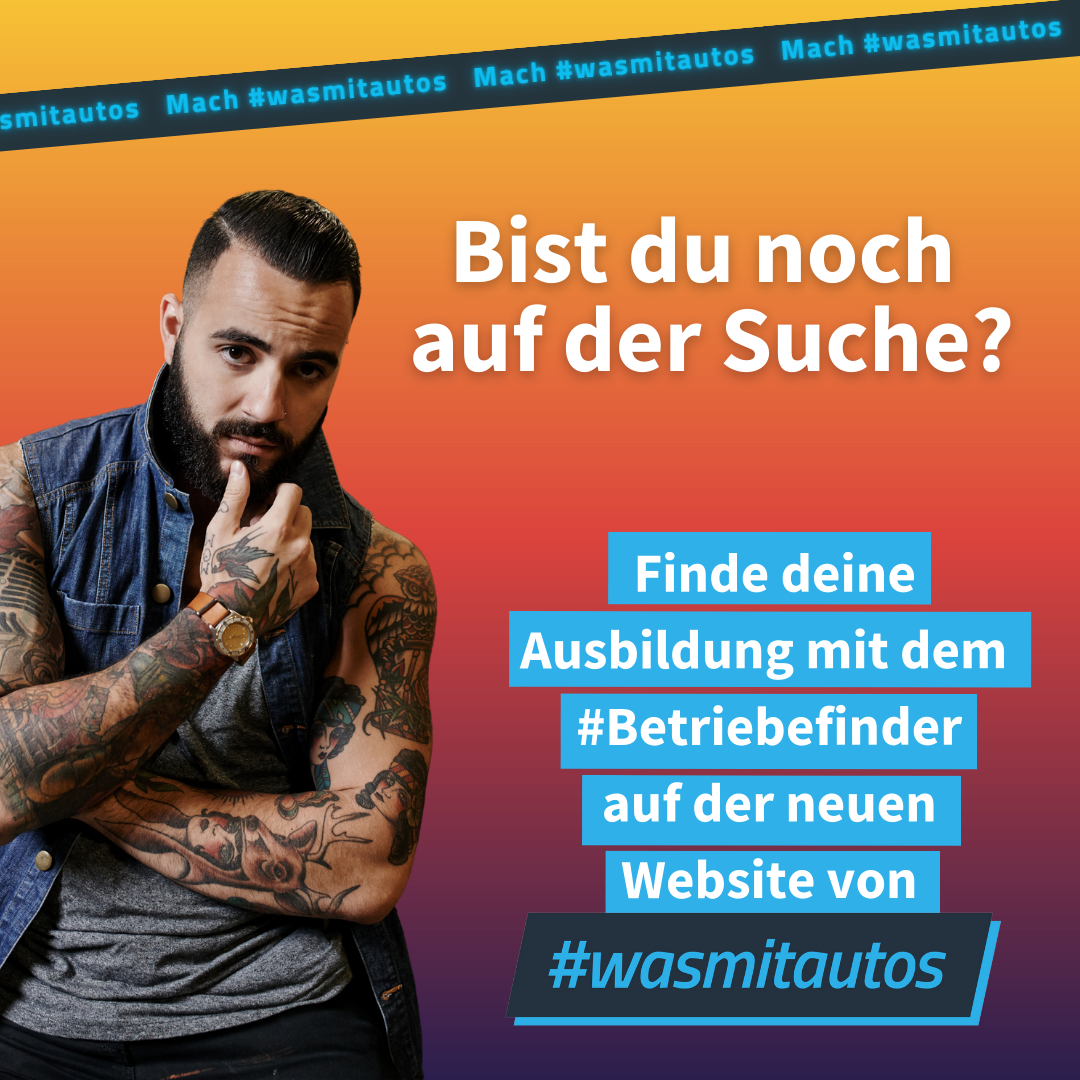 smitautos Mach #wasmitautos Mach #wasmitautos Mach #wasmitautos
Bist du noch
auf der Suche?
Finde deine
Ausbildung mit dem
#Betriebefinder
auf der neuen
Website von
#wasmitautos